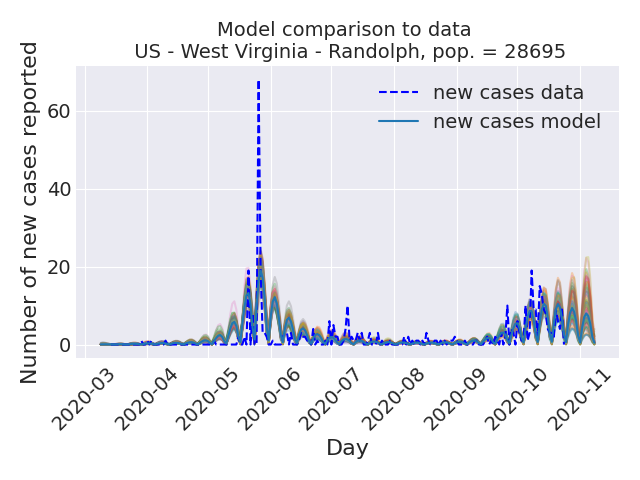 Model comparison to data
US - West Virginia - Randolph, pop. = 28695
Number of new cases reported
60
40
20
0
new cases data
new cases model
2020-03
2020-04
2020-05
2020-06
2020-07
2020-08
2020-09
2020-10
2020-11
Day